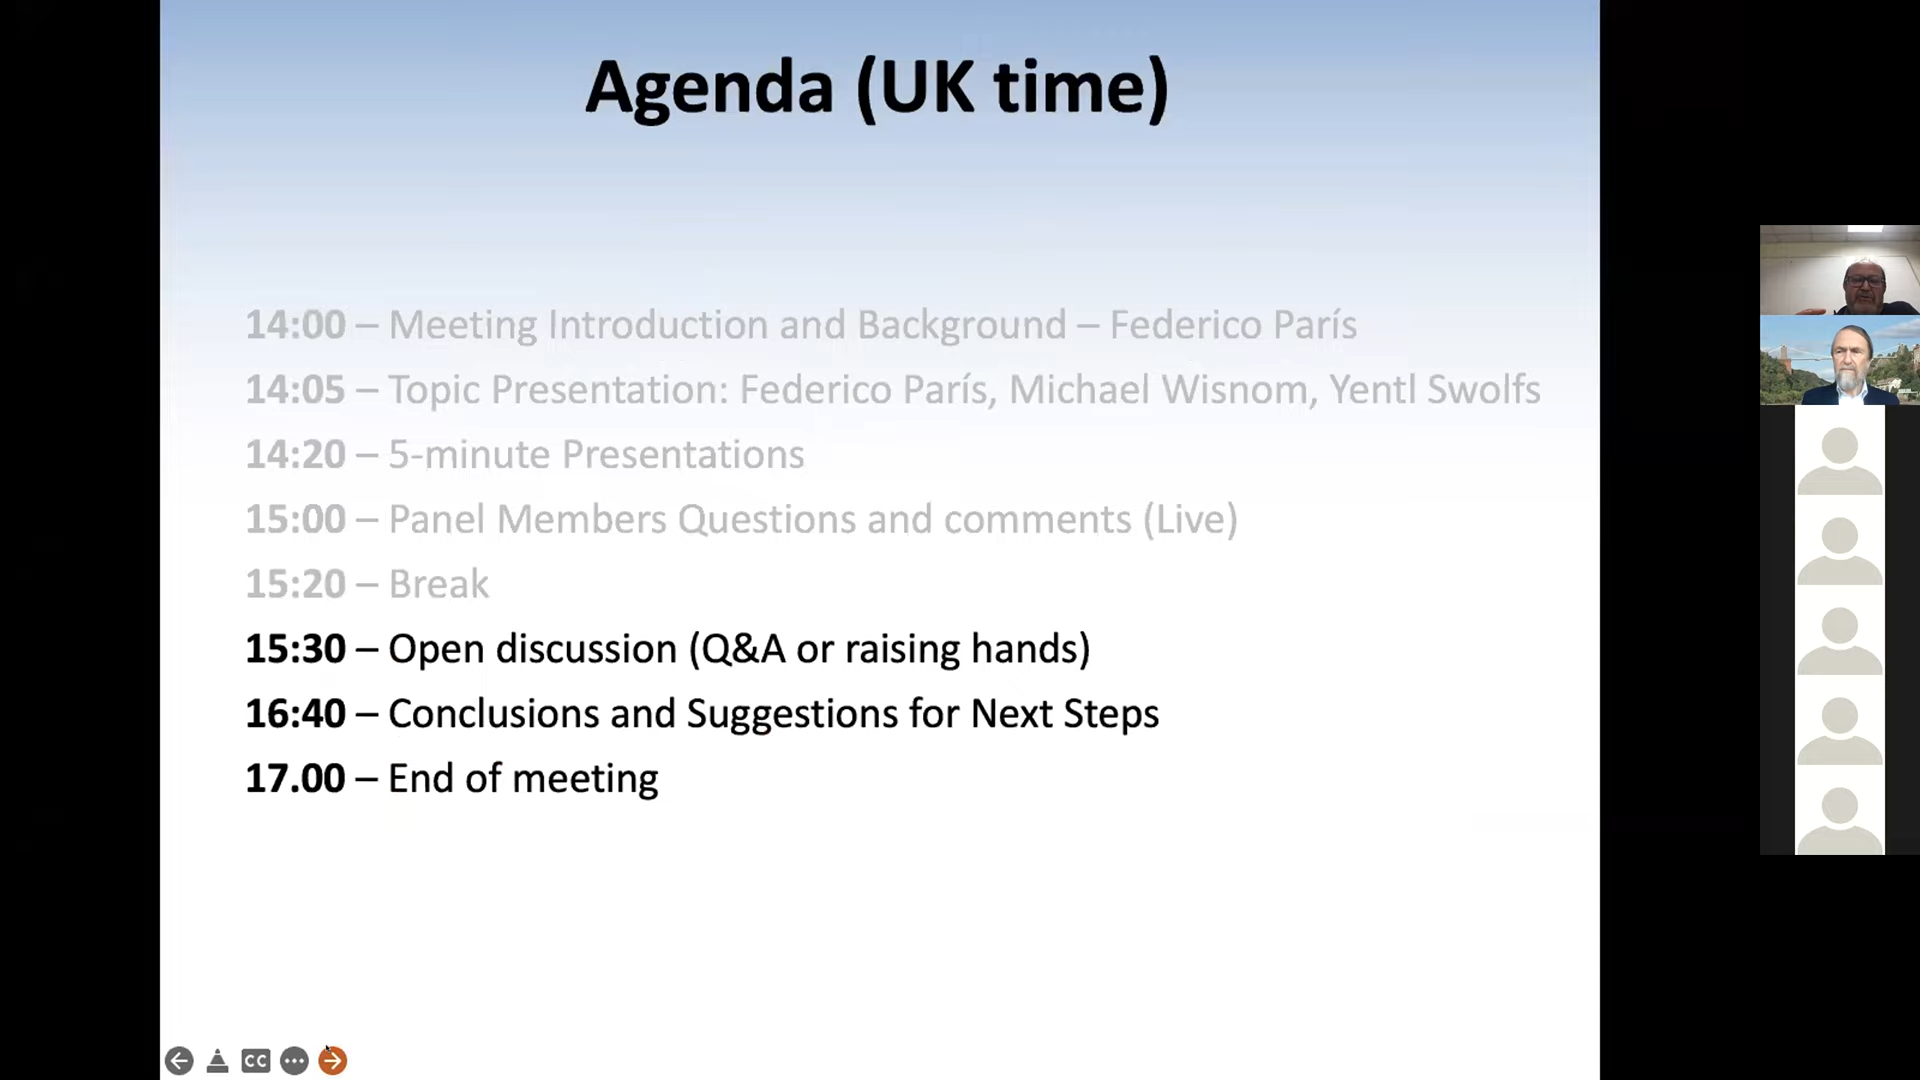 Agenda (UK time)
14:00 – Meeting Introduction and Background – Federico París
14:05 – Topic Presentation: Federico París, Michael Wisnom, Yentl Swolfs
14:20 – 5-minute Presentations
15:00 – Panel Members Questions and comments (Live)
15:20 – Break
15:30 – Open discussion (Q&A or raising hands)
16:40 – Conclusions and Suggestions for Next Steps
17.00 – End of meeting
CC